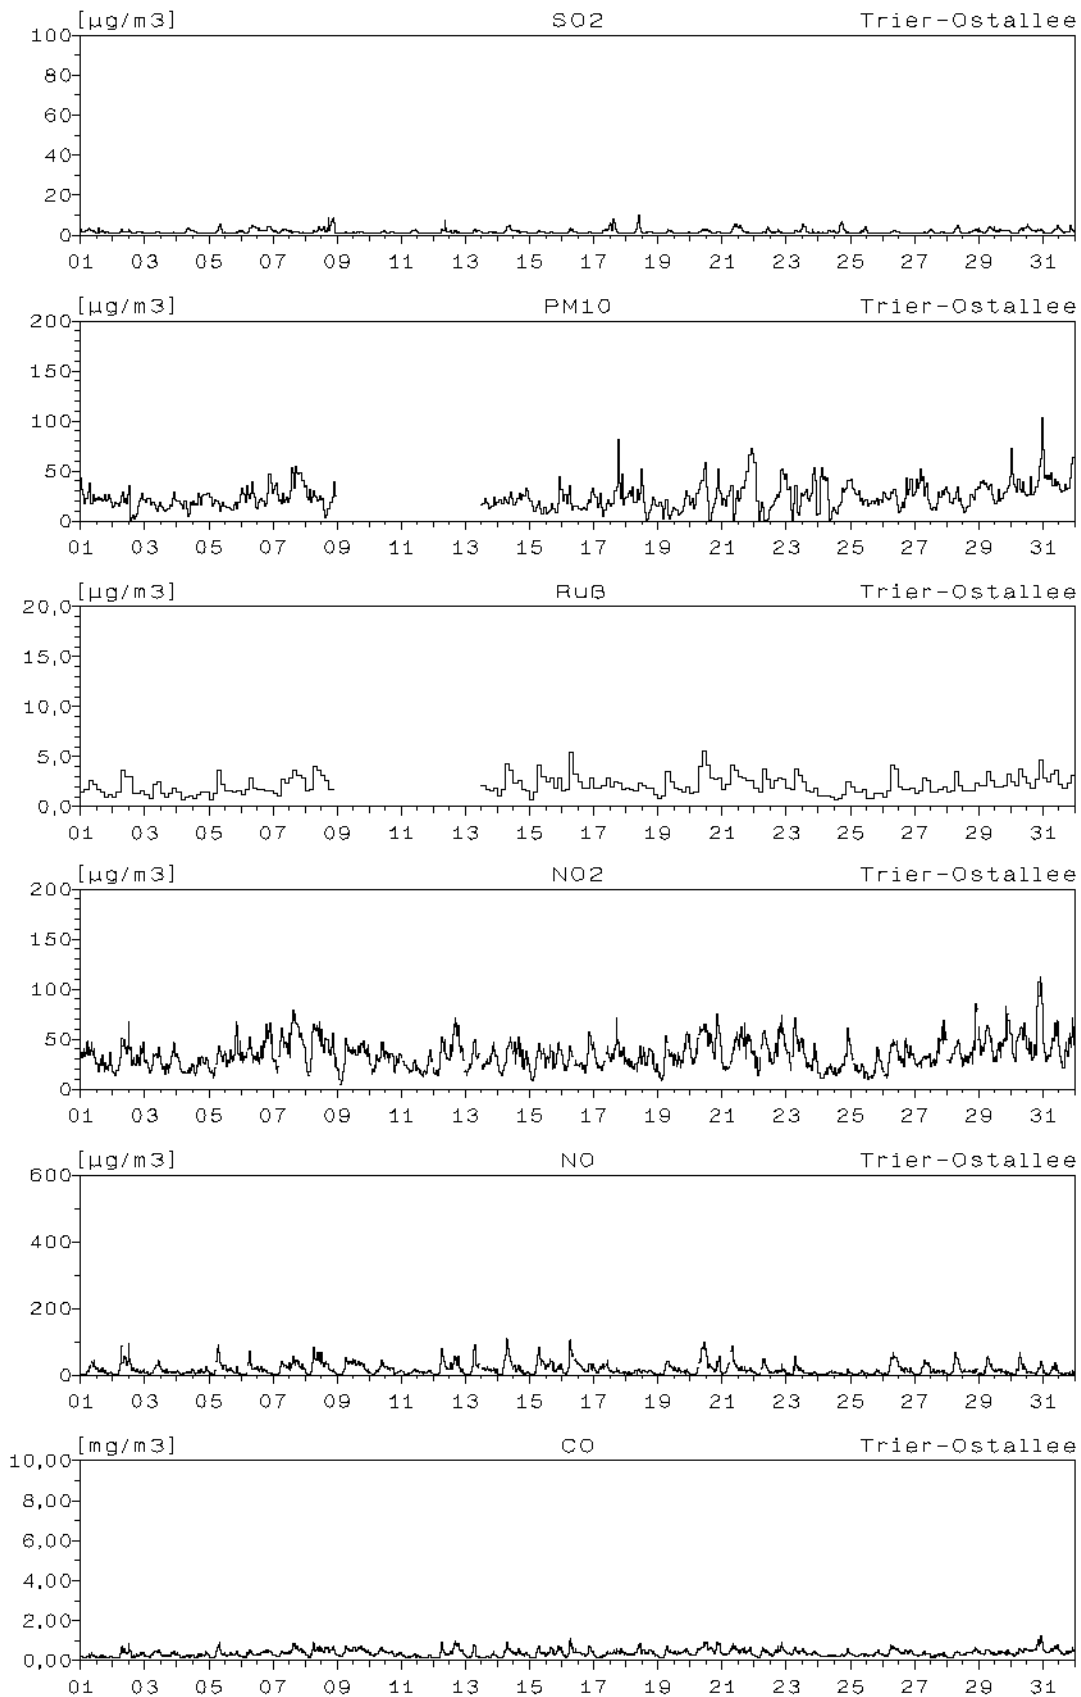 [µg/m3] SO2 Trier-Ostallee
100
80
60
40
20
0
01 03 05 07 09 11 13 15 17 19 21 23 25 27 29 31
[µg/m3] PM10 Trier-Ostallee
200
150
100
50
0
01 03 05 07 09 11 13 15 17 19 21 23 25 27 29 31
[µg/m3] Ruß Trier-Ostallee
20,0
15,0
10,0
5,0
0,0
01 03 05 07 09 11 13 15 17 19 21 23 25 27 29 31
[µg/m3] NO2 Trier-Ostallee
200
150
100
50
0
01 03 05 07 09 11 13 15 17 19 21 23 25 27 29 31
[µg/m3] NO Trier-Ostallee
600
400
200
0
01 03 05 07 09 11 13 15 17 19 21 23 25 27 29 31
[mg/m3] CO Trier-Ostallee
10,00
8,00
6,00
4,00
2,00
0,00
01 03 05 07 09 11 13 15 17 19 21 23 25 27 29 31